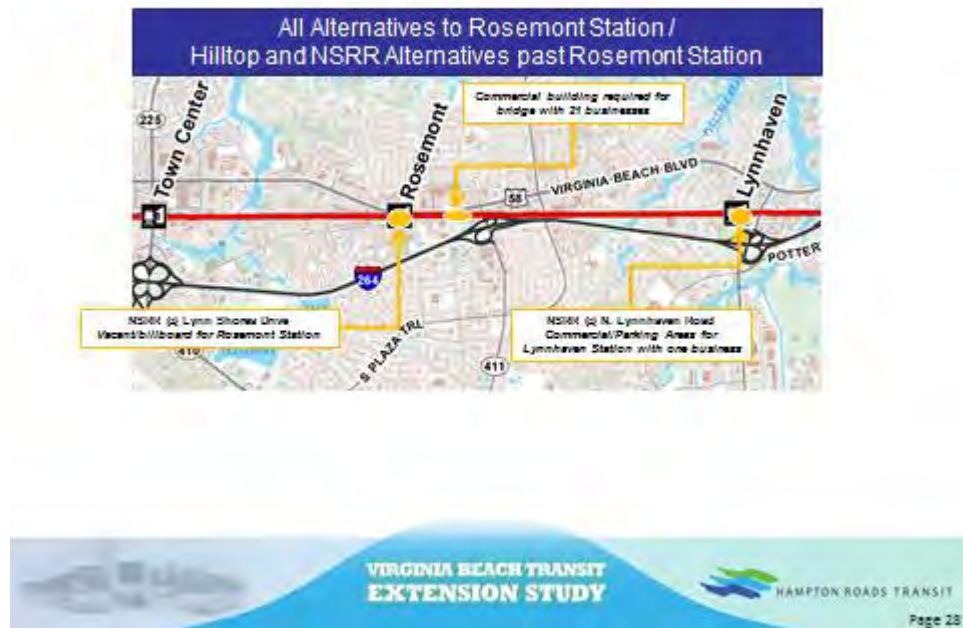 All Alternatives to Rosemont Station /
Hilltop and NSRR Alternatives past Rosemont Station
Commercial building required for
bridge with 21 businesses
225
Town Center
Rosemont
58
VIRGINIA BEACH BLVD
Lynnhaven
POTTER
264
NSRR @ Lynn Shores Drive
Vacant/billboard for Rosemont Station
NSRR @ N. Lynnhaven Road
Commercial/Parking Areas for
Lynnhaven Station with one business
410
S PLAZA TRL
411
VIRGINIA BEACH TRANSIT
EXTENSION STUDY
HAMPTON ROADS TRANSIT
Page 28